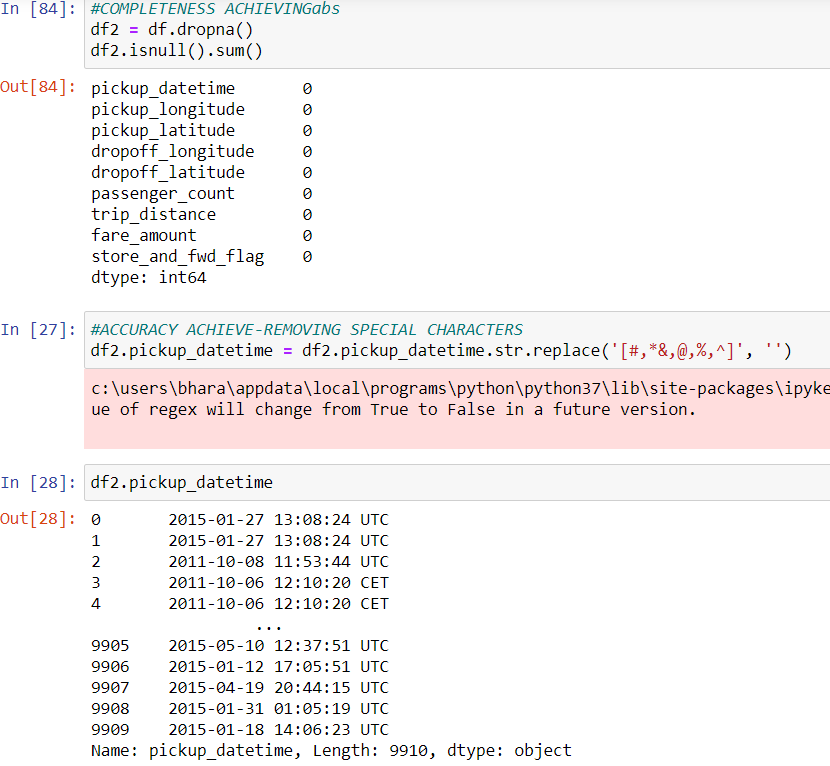 In [84]: #COMPLETENESS ACHIEVINGabs
df2 = df.dropna()
df2.isnull().sum()
Out[84]: pickup_datetime 0
pickup_longitude 0
pickup_latitude 0
dropoff_longitude 0
dropoff_latitude 0
passenger_count 0
trip_distance 0
fare_amount 0
store_and_fwd_flag 0
dtype: int64
In [27]: #ACCURACY ACHIEVE-REMOVING SPECIAL CHARACTERS
df2.pickup_datetime = df2.pickup_datetime.str.replace('[#,*&,@,%,^]', '')
c:\users\bhara\appdata\local\programs\python\python37\lib\site-packages\ipyke
ue of regex will change from True to False in a future version.
In [28]: df2.pickup_datetime
Out[28]: 0 2015-01-27 13:08:24 UTC
1 2015-01-27 13:08:24 UTC
2 2011-10-08 11:53:44 UTC
3 2011-10-06 12:10:20 CET
4 2011-10-06 12:10:20 CET
...
9905 2015-05-10 12:37:51 UTC
9906 2015-01-12 17:05:51 UTC
9907 2015-04-19 20:44:15 UTC
9908 2015-01-31 01:05:19 UTC
9909 2015-01-18 14:06:23 UTC
Name: pickup_datetime, Length: 9910, dtype: object